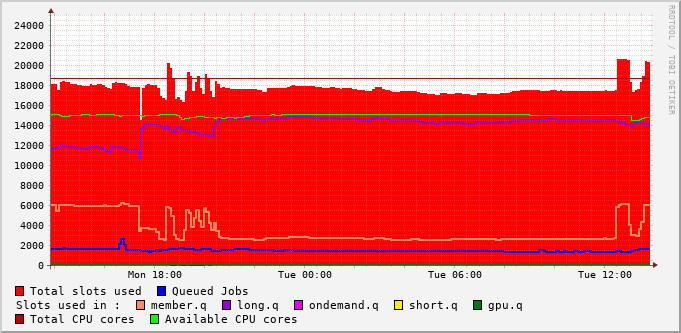 RRDTOOL / TOBI OETIKER
24000
22000
20000
18000
16000
14000
12000
10000
8000
6000
4000
2000
0
Mon 18:00 Tue 00:00 Tue 06:00 Tue 12:00
Total slots used Queued Jobs
Slots used in : member.q long.q ondemand.q short.q gpu.q
Total CPU cores Available CPU cores